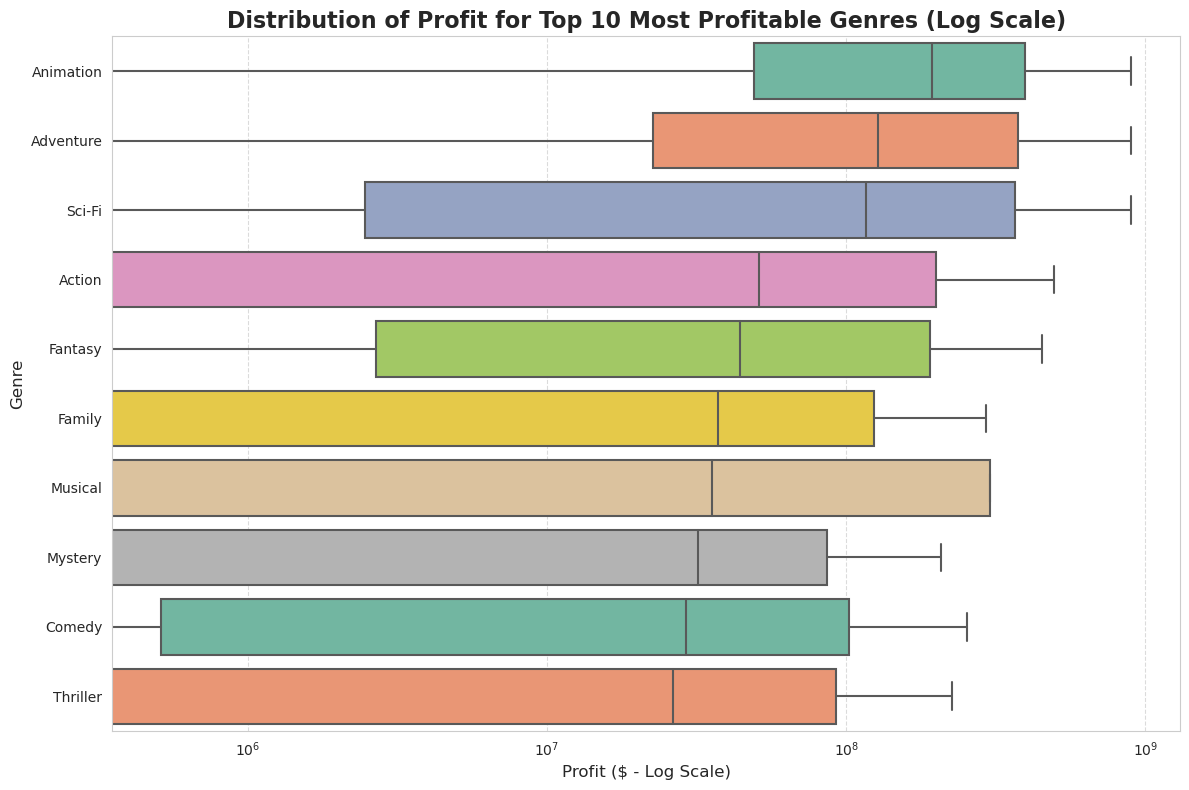 Distribution of Profit for Top 10 Most Profitable Genres (Log Scale)
Genre
Animation
Adventure
Sci-Fi
Action
Fantasy
Family
Musical
Mystery
Comedy
Thriller
10⁶ 10⁷ 10⁸ 10⁹
Profit ($ - Log Scale)